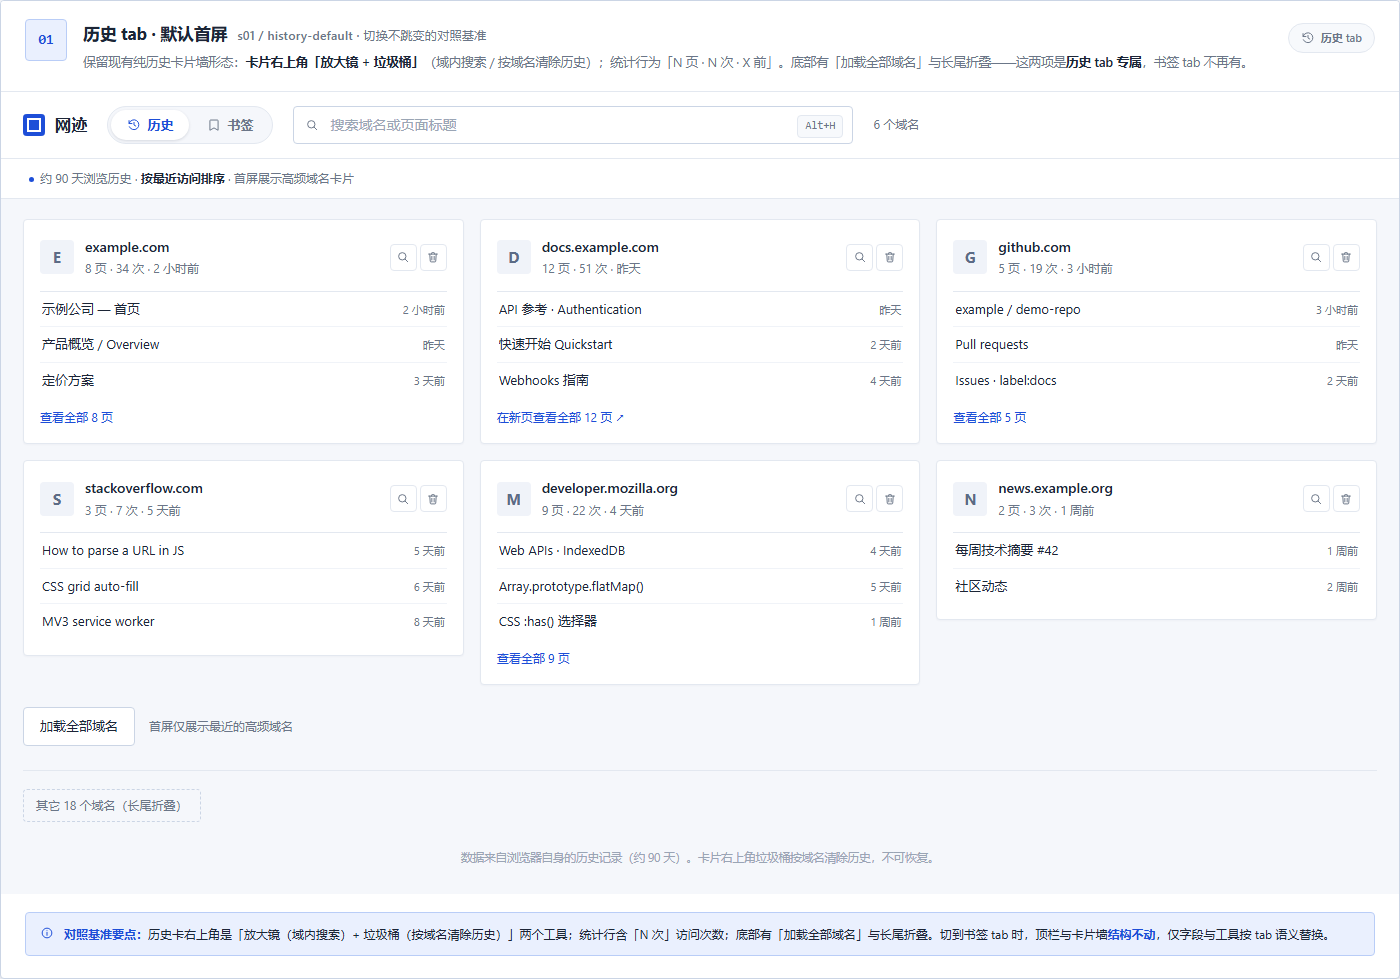 01
历史 tab · 默认首屏 s01 / history-default · 切换不跳变的对照基准
历史 tab
保留现有纯历史卡片墙形态：卡片右上角「放大镜 + 垃圾桶」（域内搜索 / 按域名清除历史）；统计行为「N 页 · N 次 · X 前」。底部有「加载全部域名」与长尾折叠——这两项是历史 tab 专属，书签 tab 不再有。
网迹
历史
书签
搜索域名或页面标题
Alt+H
6 个域名
约 90 天浏览历史 · 按最近访问排序 · 首屏展示高频域名卡片
E
example.com
8 页 · 34 次 · 2 小时前
示例公司 — 首页 2 小时前
产品概览 / Overview 昨天
定价方案 3 天前
查看全部 8 页
D
docs.example.com
12 页 · 51 次 · 昨天
API 参考 · Authentication 昨天
快速开始 Quickstart 2 天前
Webhooks 指南 4 天前
在新页查看全部 12 页 ↗
G
github.com
5 页 · 19 次 · 3 小时前
example / demo-repo 3 小时前
Pull requests 昨天
Issues · label:docs 2 天前
查看全部 5 页
S
stackoverflow.com
3 页 · 7 次 · 5 天前
How to parse a URL in JS 5 天前
CSS grid auto-fill 6 天前
MV3 service worker 8 天前
M
developer.mozilla.org
9 页 · 22 次 · 4 天前
Web APIs · IndexedDB 4 天前
Array.prototype.flatMap() 5 天前
CSS :has() 选择器 1 周前
查看全部 9 页
N
news.example.org
2 页 · 3 次 · 1 周前
每周技术摘要 #42 1 周前
社区动态 2 周前
加载全部域名 首屏仅展示最近的高频域名
其它 18 个域名（长尾折叠）
数据来自浏览器自身的历史记录（约 90 天）。卡片右上角垃圾桶按域名清除历史，不可恢复。
对照基准要点：历史卡右上角是「放大镜（域内搜索）+ 垃圾桶（按域名清除历史）」两个工具；统计行含「N 次」访问次数；底部有「加载全部域名」与长尾折叠。切到书签 tab 时，顶栏与卡片墙结构不动，仅字段与工具按 tab 语义替换。